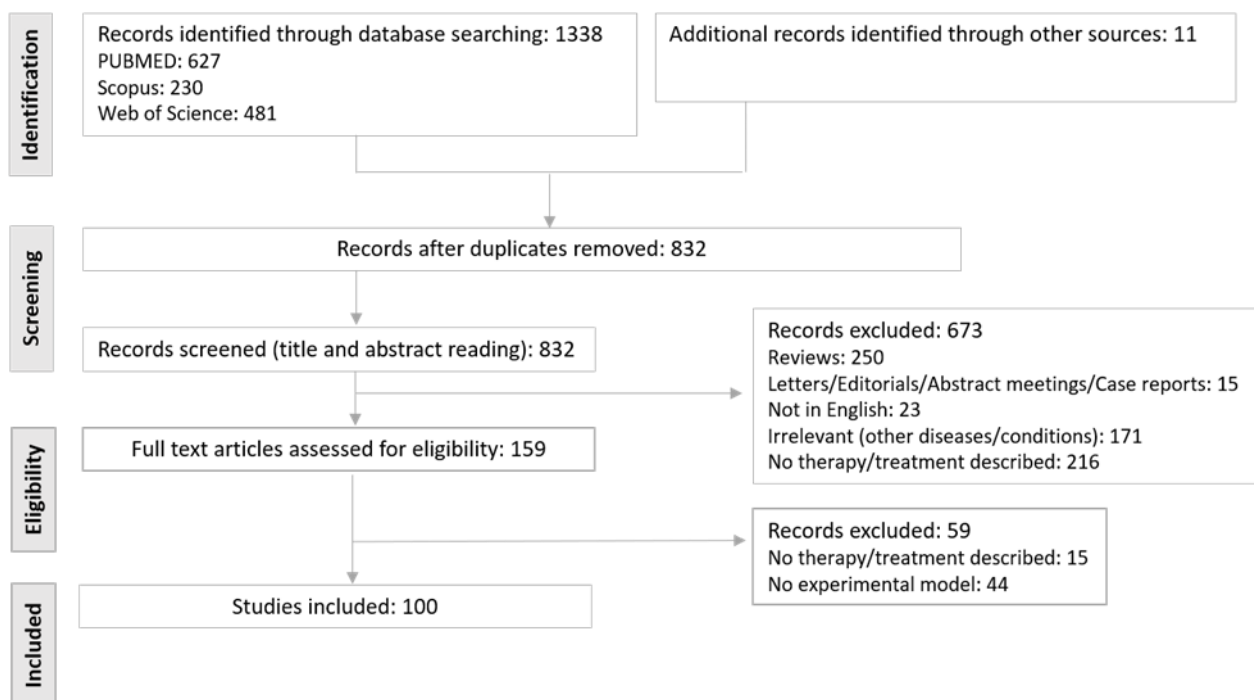 Identification
Records identified through database searching: 1338
PUBMED: 627
Scopus: 230
Web of Science: 481
Additional records identified through other sources: 11
Screening
Records after duplicates removed: 832
Records screened (title and abstract reading): 832
Records excluded: 673
Reviews: 250
Letters/Editorials/Abstract meetings/Case reports: 15
Not in English: 23
Irrelevant (other diseases/conditions): 171
No therapy/treatment described: 216
Eligibility
Full text articles assessed for eligibility: 159
Records excluded: 59
No therapy/treatment described: 15
No experimental model: 44
Included
Studies included: 100